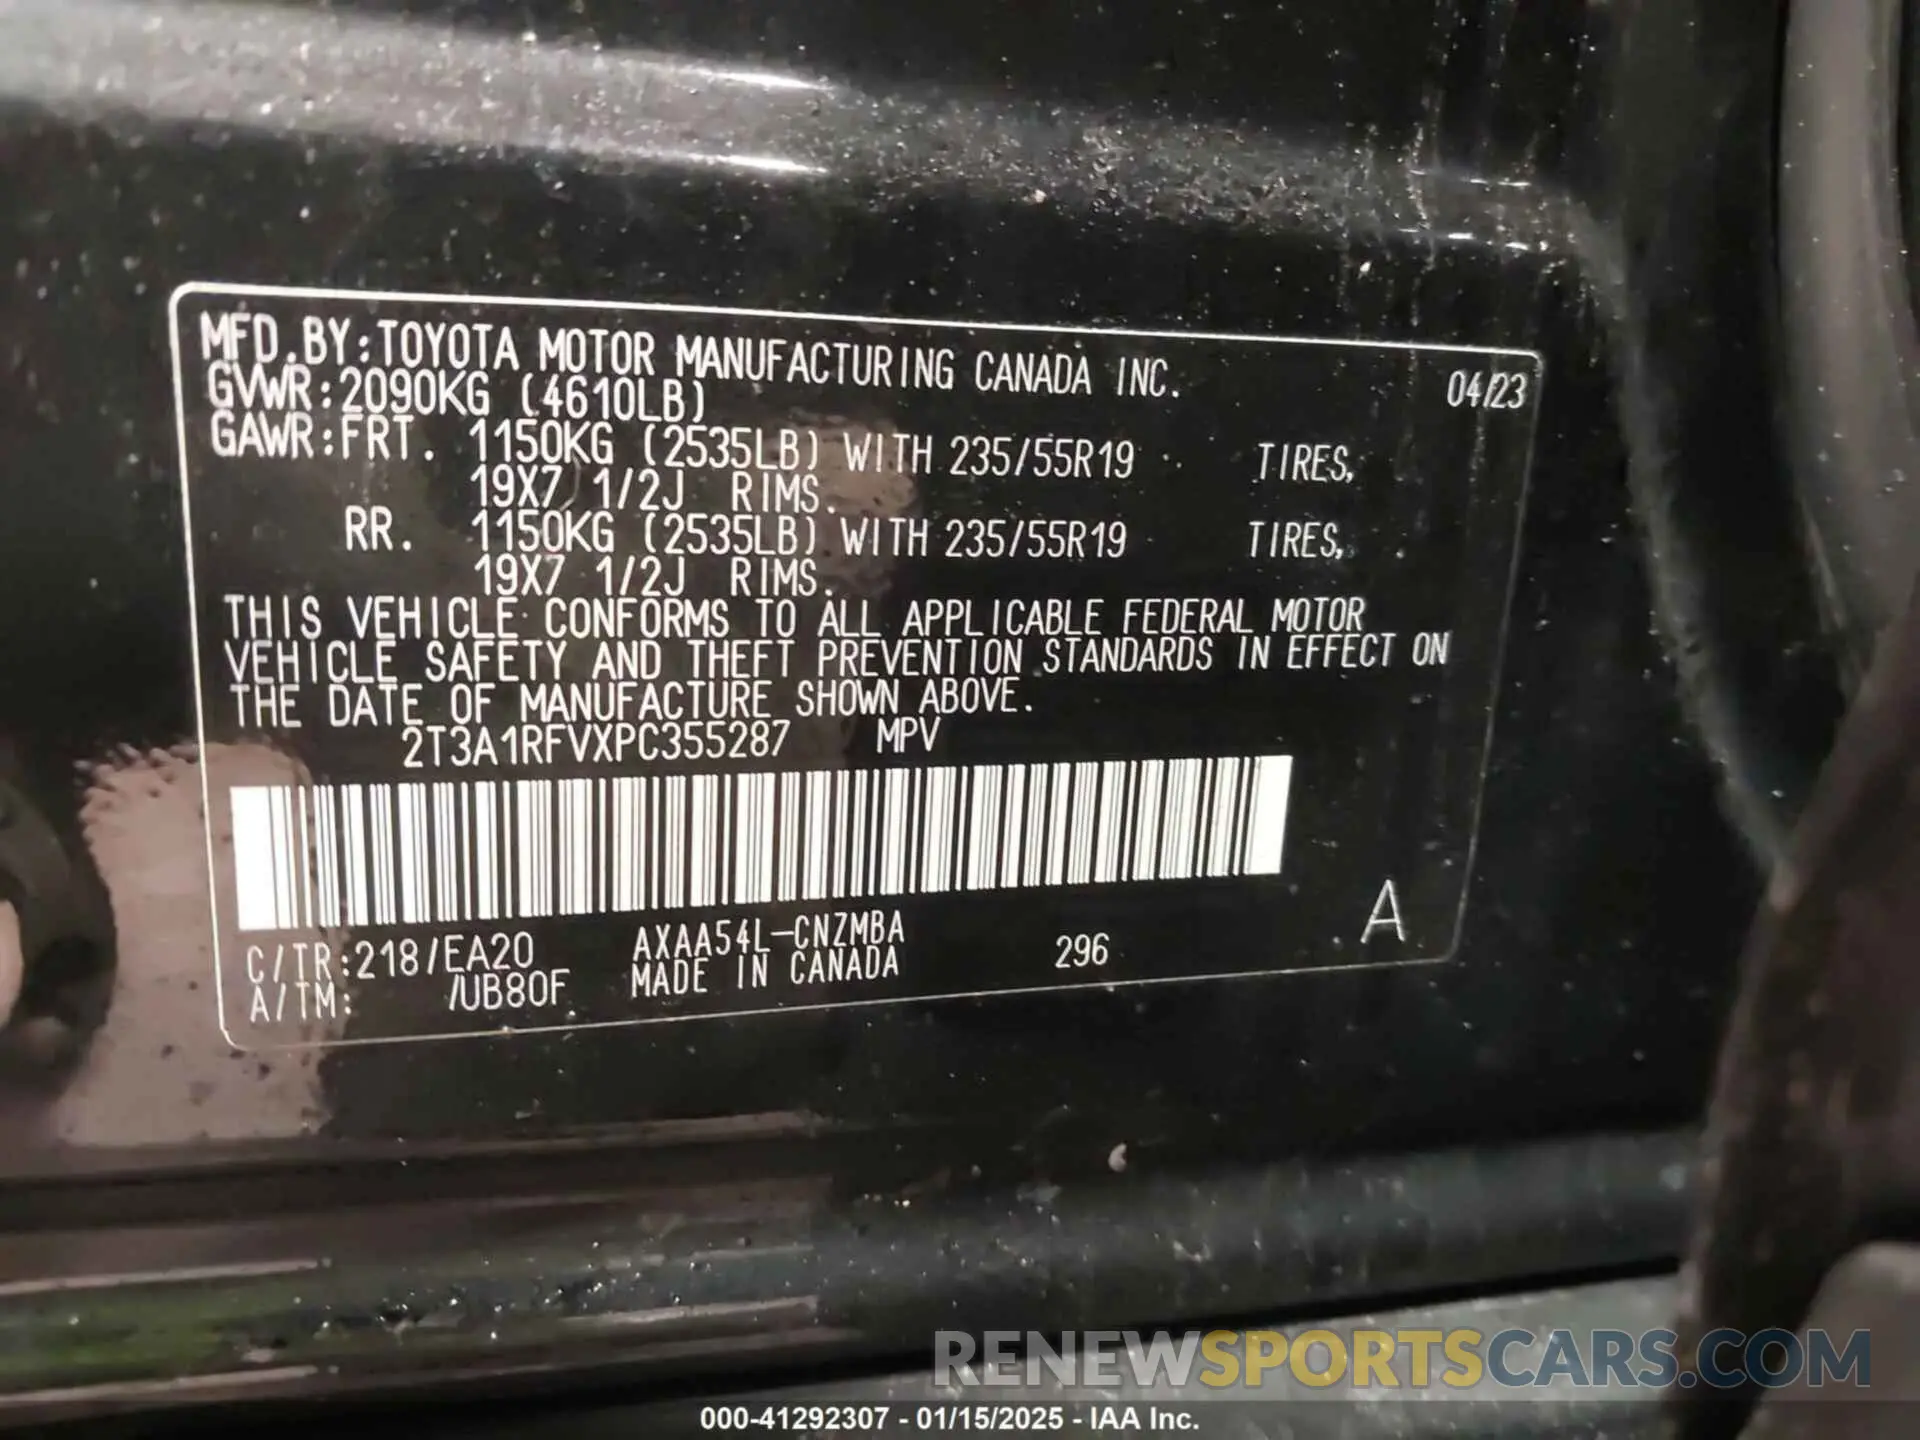 MFD.BY:TOYOTA MOTOR MANUFACTURING CANADA INC. 04/23
GVWR:2090KG (4610LB)
GAWR:FRT. 1150KG (2535LB) WITH 235/55R19 TIRES,
19X7 1/2J RIMS.
RR. 1150KG (2535LB) WITH 235/55R19 TIRES,
19X7 1/2J RIMS.
THIS VEHICLE CONFORMS TO ALL APPLICABLE FEDERAL MOTOR
VEHICLE SAFETY AND THEFT PREVENTION STANDARDS IN EFFECT ON
THE DATE OF MANUFACTURE SHOWN ABOVE.
2T3A1RFVXPC355287 MPV
C/TR:218/EA20 AXAA54L-CNZMBA 296 A
A/TM: /UB80F MADE IN CANADA
RENEWSPORTSCARS.COM
000-41292307 - 01/15/2025 - IAA Inc.